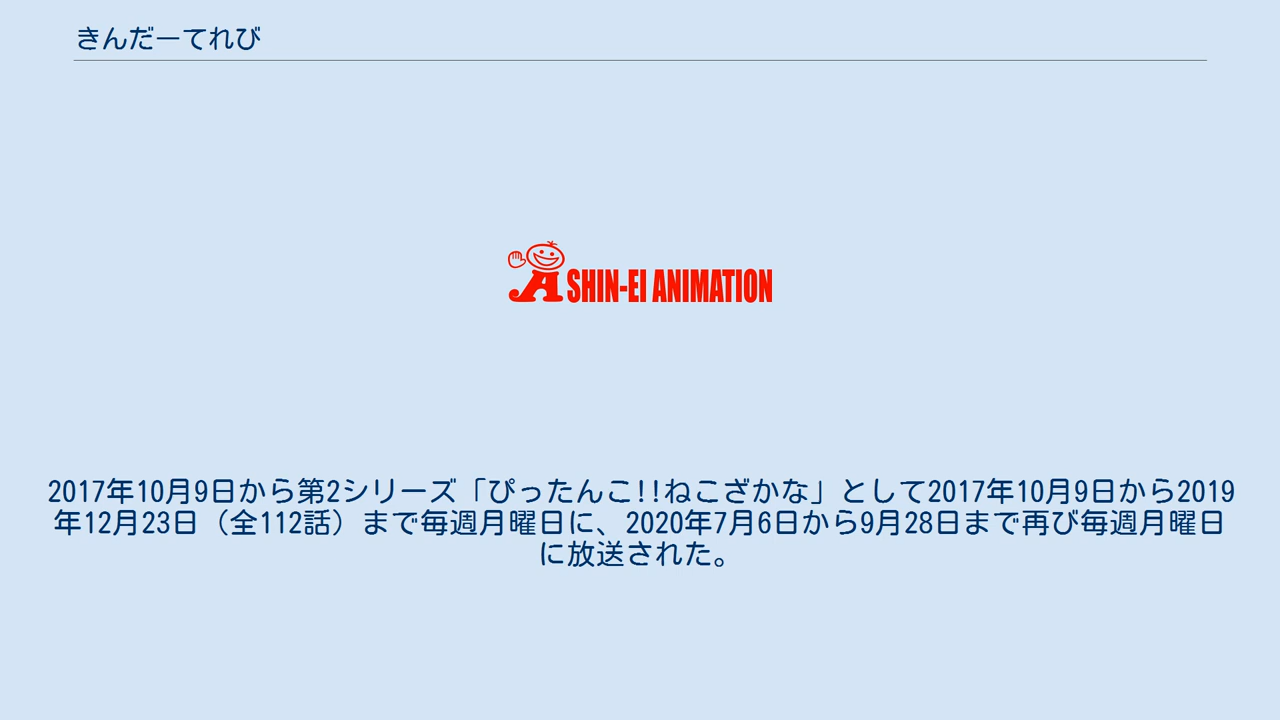 きんだーてれび
SHIN-EI ANIMATION
2017年10月9日から第2シリーズ「ぴったんこ!!ねこざかな」として2017年10月9日から2019
年12月23日（全112話）まで毎週月曜日に、2020年7月6日から9月28日まで再び毎週月曜日
に放送された。